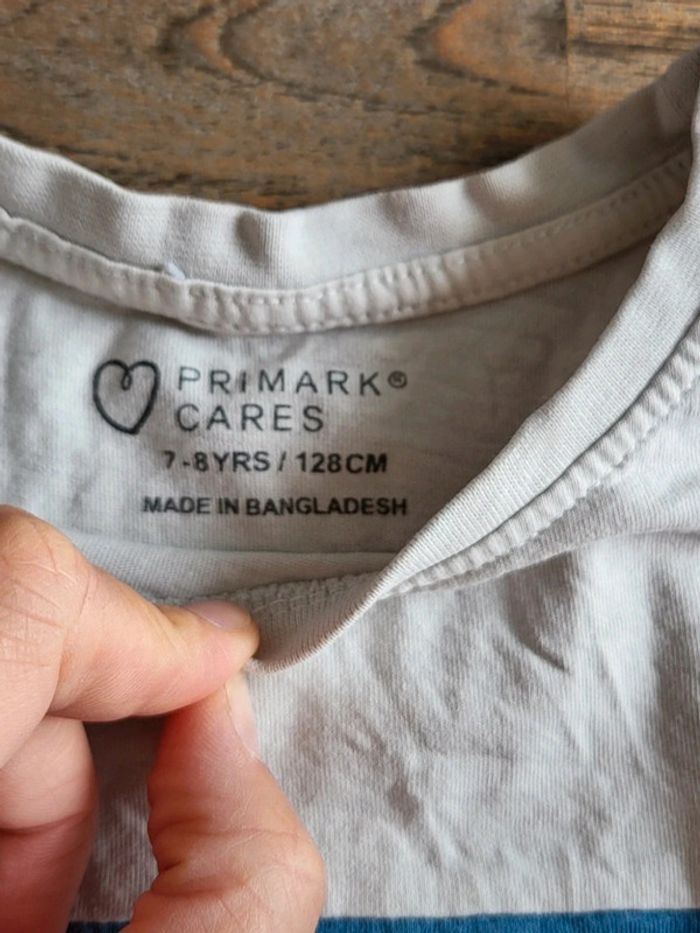 PRIMARK®
CARES
7-8YRS / 128CM
MADE IN BANGLADESH